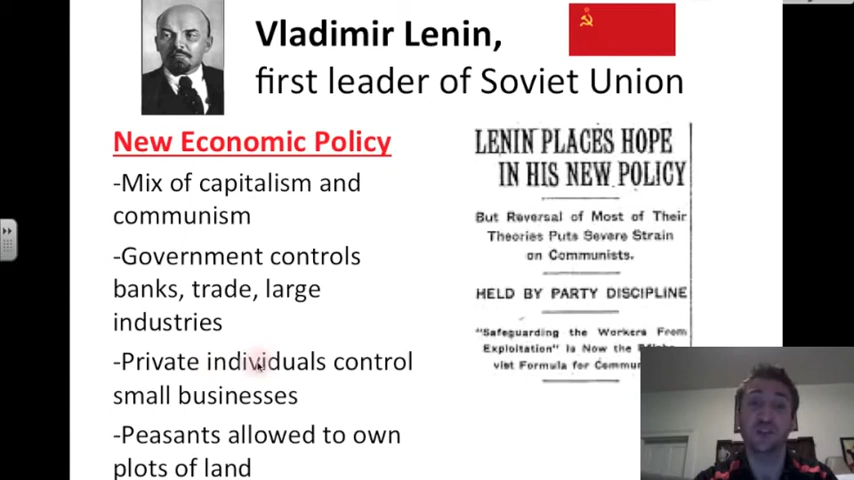 Vladimir Lenin,
first leader of Soviet Union
New Economic Policy
-Mix of capitalism and
communism
-Government controls
banks, trade, large
industries
-Private individuals control
small businesses
-Peasants allowed to own
plots of land
LENIN PLACES HOPE
IN HIS NEW POLICY
But Reversal of Most of Their
Theories Puts Severe Strain
on Communists.
HELD BY PARTY DISCIPLINE
"Safeguarding the Workers From
Exploitation" Is Now the
vist Formula for